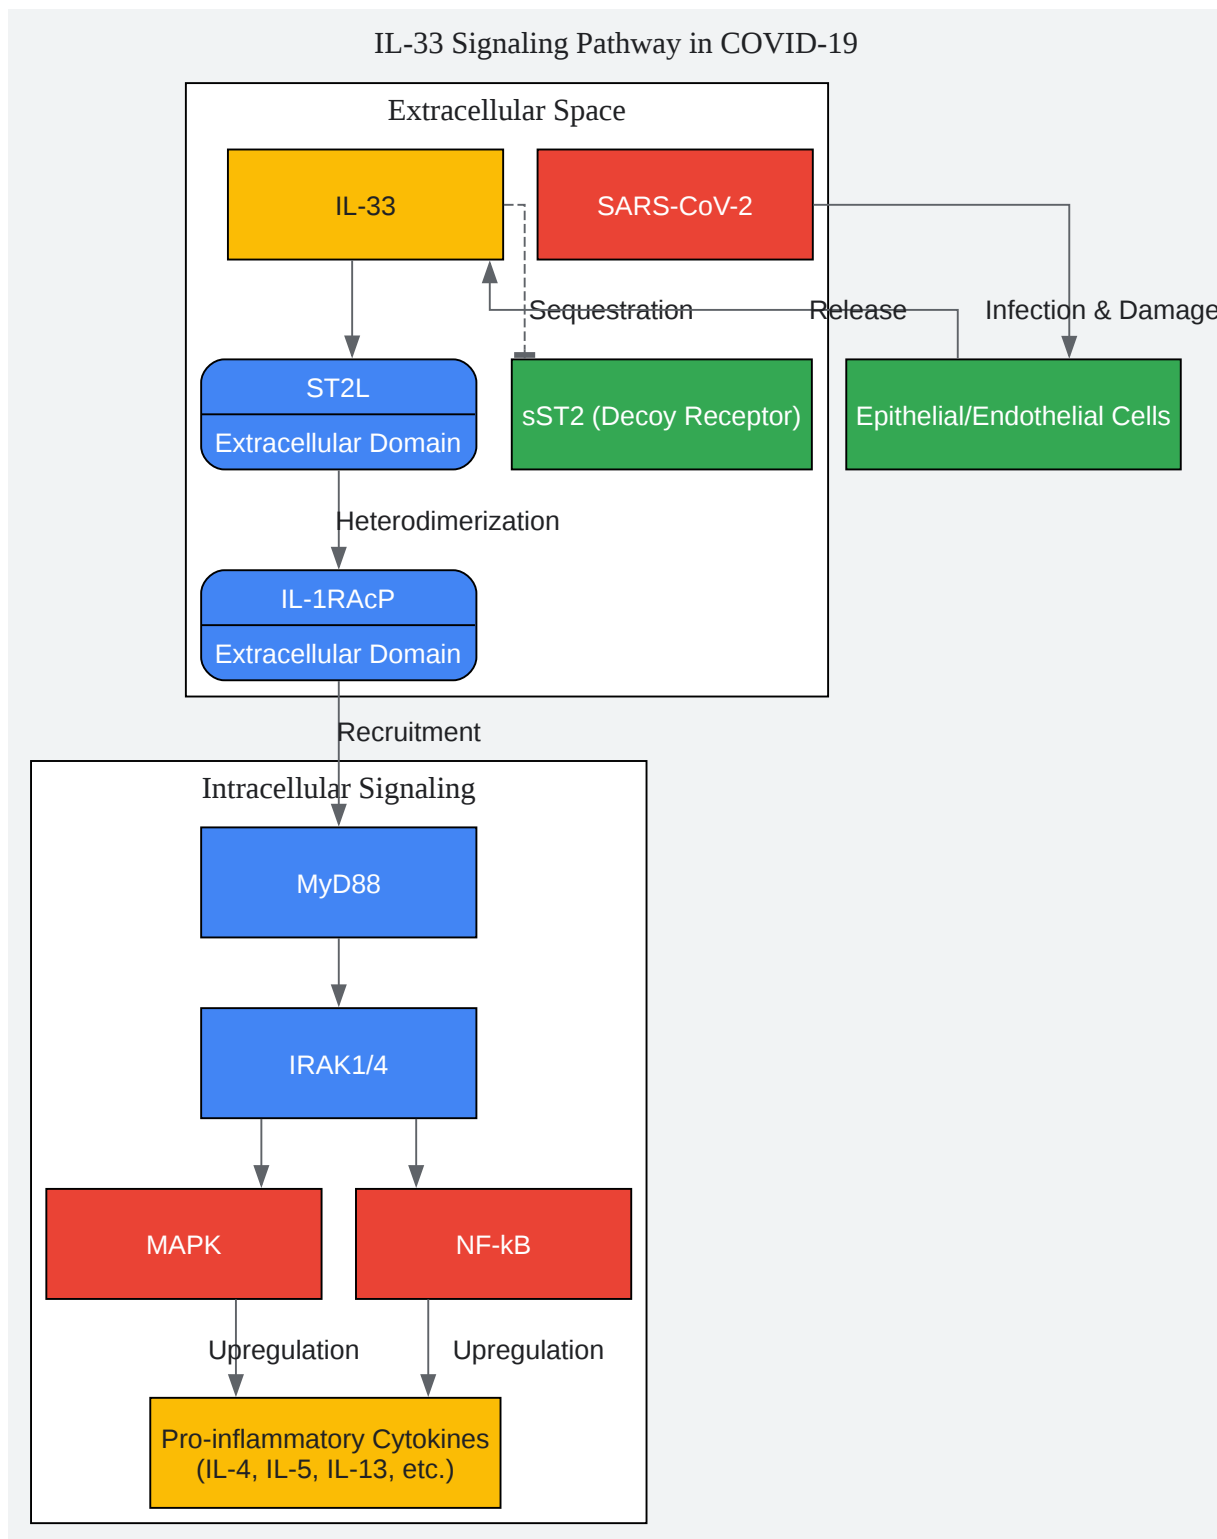 IL-33 Signaling Pathway in COVID-19
Extracellular Space
IL-33
SARS-CoV-2
Sequestration
Release
Infection & Damage
ST2L
Extracellular Domain
sST2 (Decoy Receptor)
Epithelial/Endothelial Cells
Heterodimerization
IL-1RAcP
Extracellular Domain
Recruitment
Intracellular Signaling
MyD88
IRAK1/4
MAPK
NF-kB
Upregulation
Upregulation
Pro-inflammatory Cytokines
(IL-4, IL-5, IL-13, etc.)